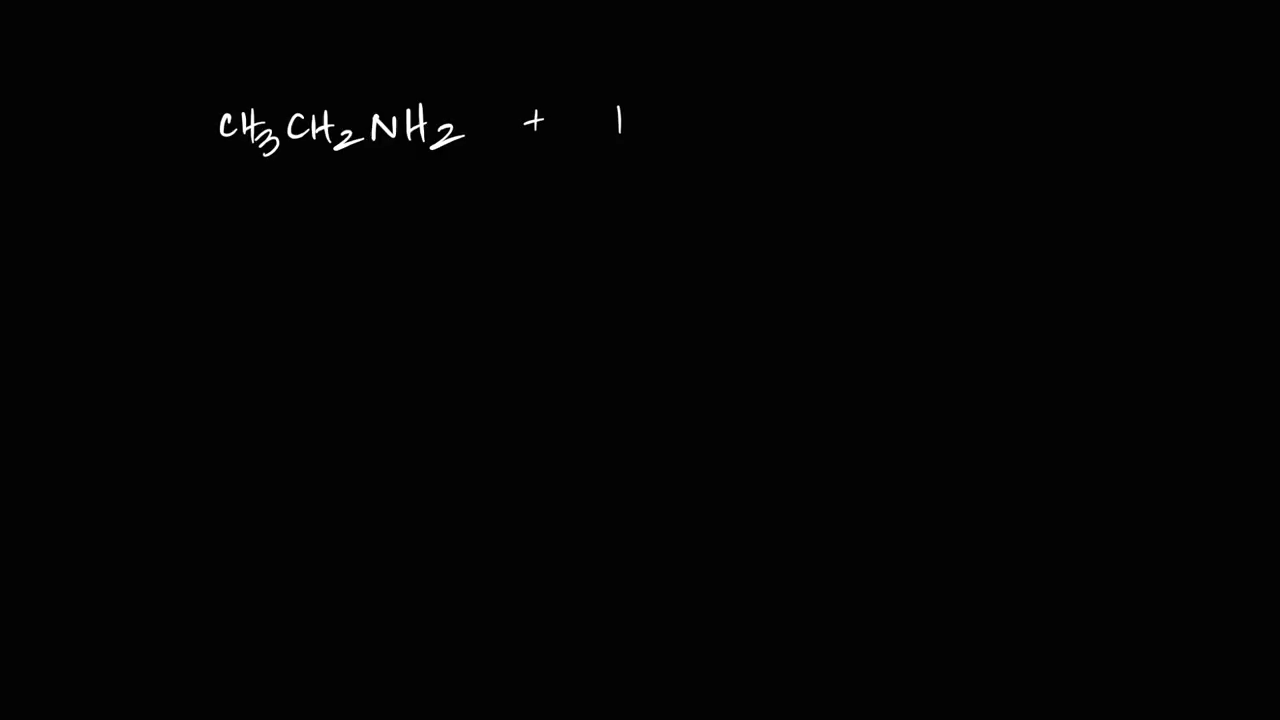 CH₃CH₂NH₂ + |